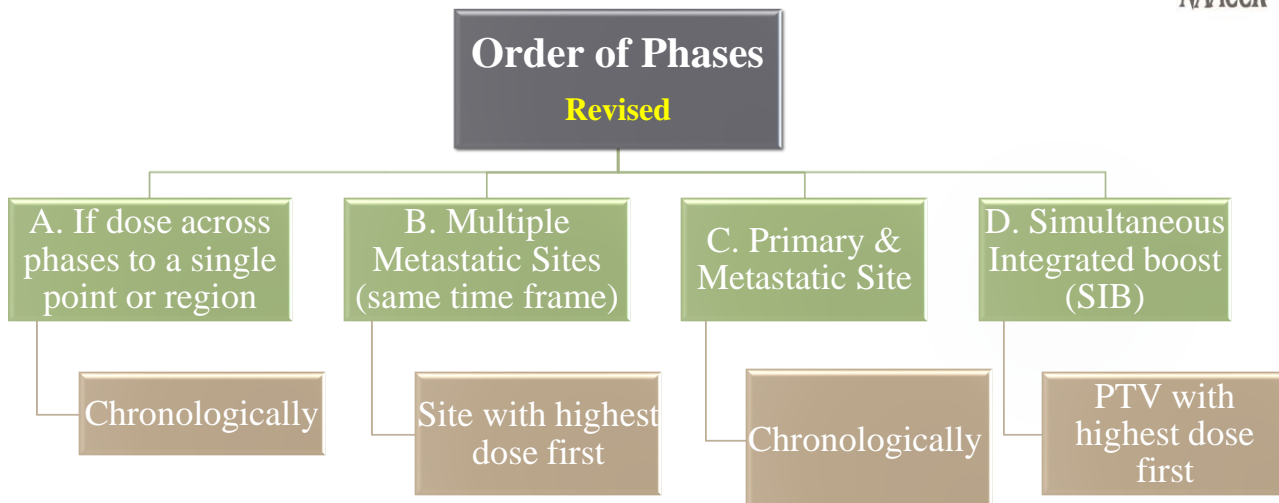 NAACCR
Order of Phases
Revised
A. If dose across
phases to a single
point or region
B. Multiple
Metastatic Sites
(same time frame)
C. Primary &
Metastatic Site
D. Simultaneous
Integrated boost
(SIB)
Chronologically
Site with highest
dose first
Chronologically
PTV with
highest dose
first